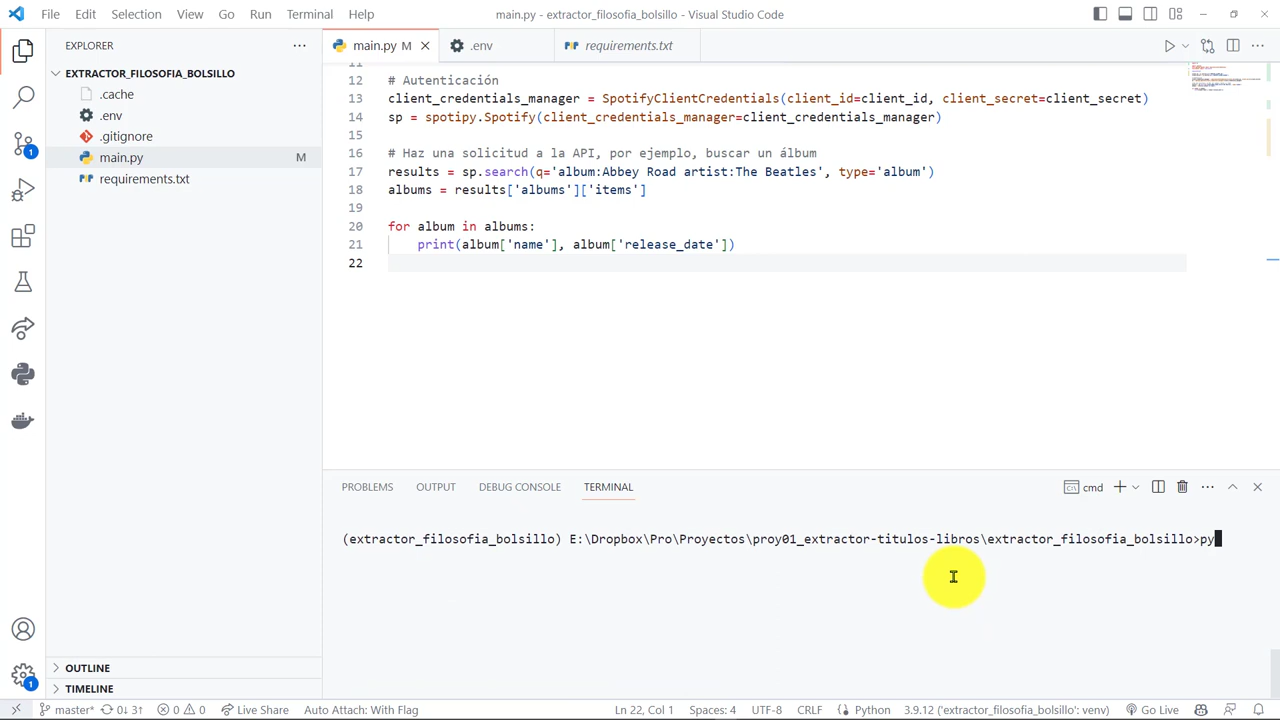 File Edit Selection View Go Run Terminal Help main.py - extractor_filosofia_bolsillo - Visual Studio Code
EXPLORER
main.py M .env requirements.txt
EXTRACTOR_FILOSOFIA_BOLSILLO
.cache
.env
.gitignore
main.py M
requirements.txt
11
12 # Autenticación
13 client_credentials_manager = SpotifyClientCredentials(client_id=client_id, client_secret=client_secret)
14 sp = spotipy.Spotify(client_credentials_manager=client_credentials_manager)
15
16 # Haz una solicitud a la API, por ejemplo, buscar un álbum
17 results = sp.search(q='album:Abbey Road artist:The Beatles', type='album')
18 albums = results['albums']['items']
19
20 for album in albums:
21 print(album['name'], album['release_date'])
22
PROBLEMS OUTPUT DEBUG CONSOLE TERMINAL cmd
(extractor_filosofia_bolsillo) E:\Dropbox\Pro\Proyectos\proy01_extractor-titulos-libros\extractor_filosofia_bolsillo>py
1
1
OUTLINE
TIMELINE
master* 0↓ 3↑ 0 0 Live Share Auto Attach: With Flag Ln 22, Col 1 Spaces: 4 UTF-8 CRLF Python 3.9.12 ('extractor_filosofia_bolsillo': venv) Go Live